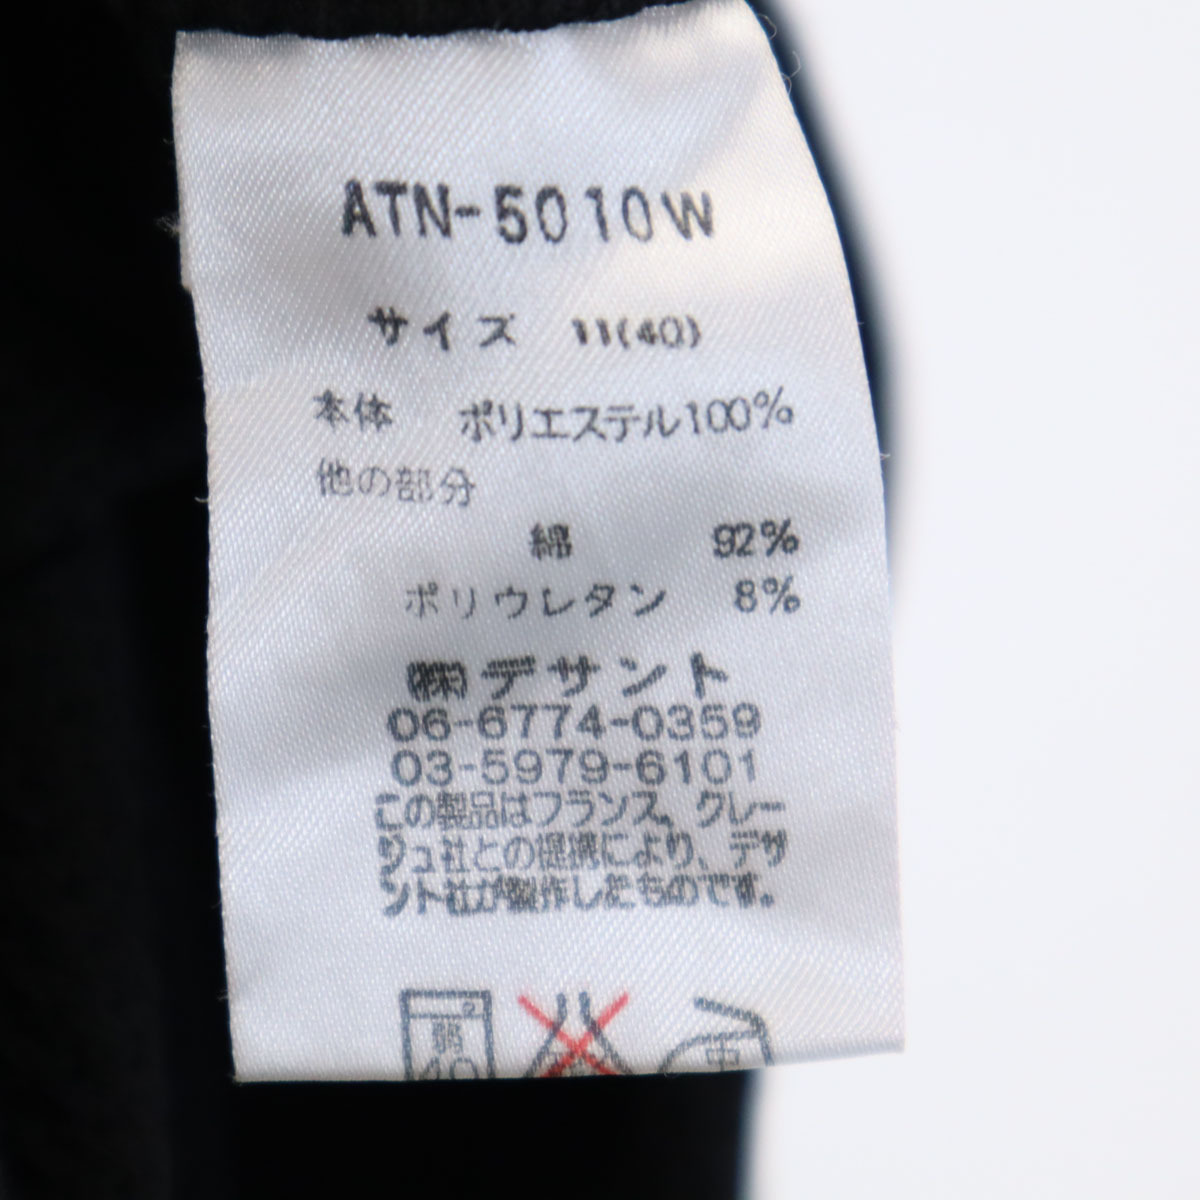 ATN-5010W
サイズ 11(40)
本体 ポリエステル100%
他の部分
綿 92%
ポリウレタン 8%
(株)デサント
06-6774-0359
03-5979-6101
この製品はフランス、クレー
ジュ社との提携により、デサ
ント社が製作したものです。
弱 中
40